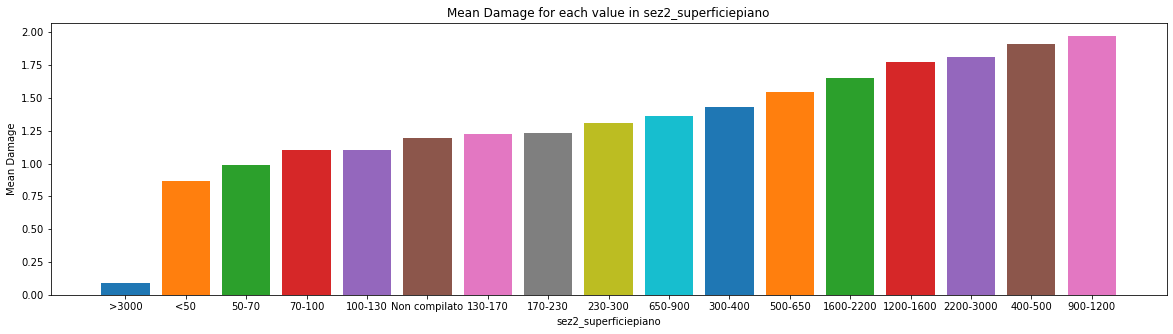 Mean Damage for each value in sez2_superficiepiano
Mean Damage
2.00
1.75
1.50
1.25
1.00
0.75
0.50
0.25
0.00
>3000 <50 50-70 70-100 100-130 Non compilato 130-170 170-230 230-300 650-900 300-400 500-650 1600-2200 1200-1600 2200-3000 400-500 900-1200
sez2_superficiepiano